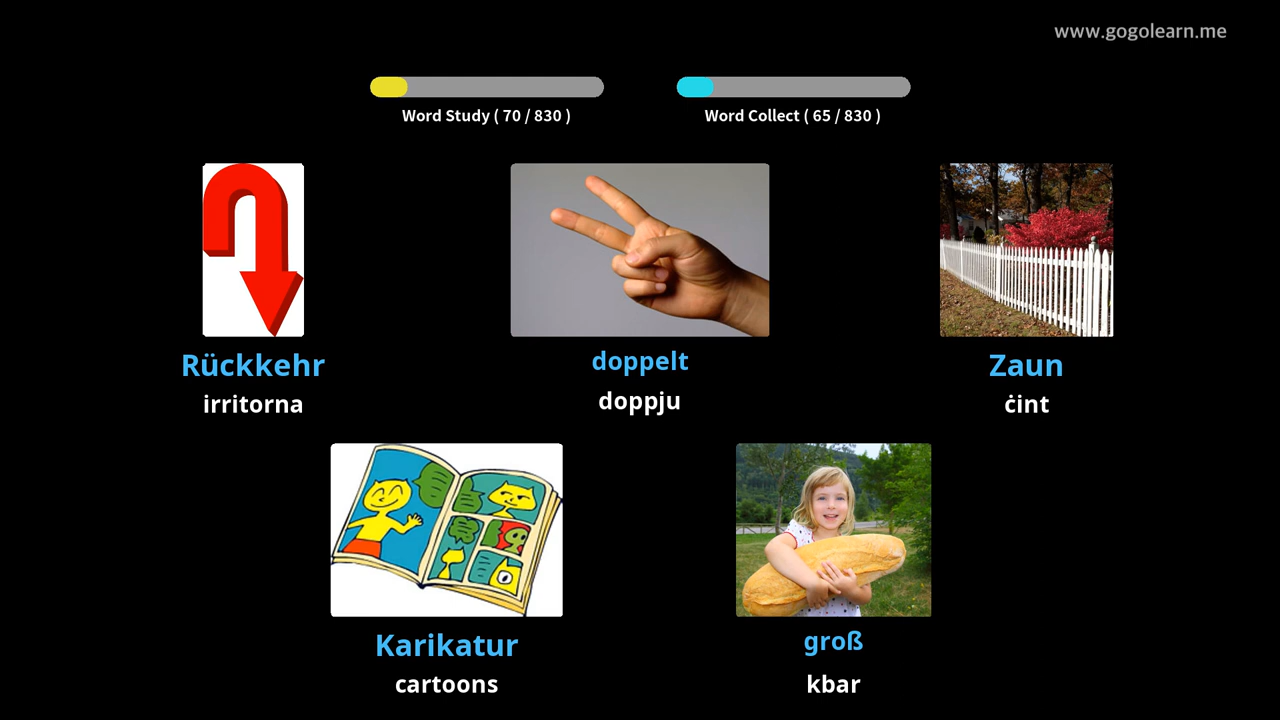 www.gogolearn.me
Word Study ( 70 / 830 )
Word Collect ( 65 / 830 )
Rückkehr
irritorna
doppelt
doppju
Zaun
ċint
Karikatur
cartoons
groß
kbar